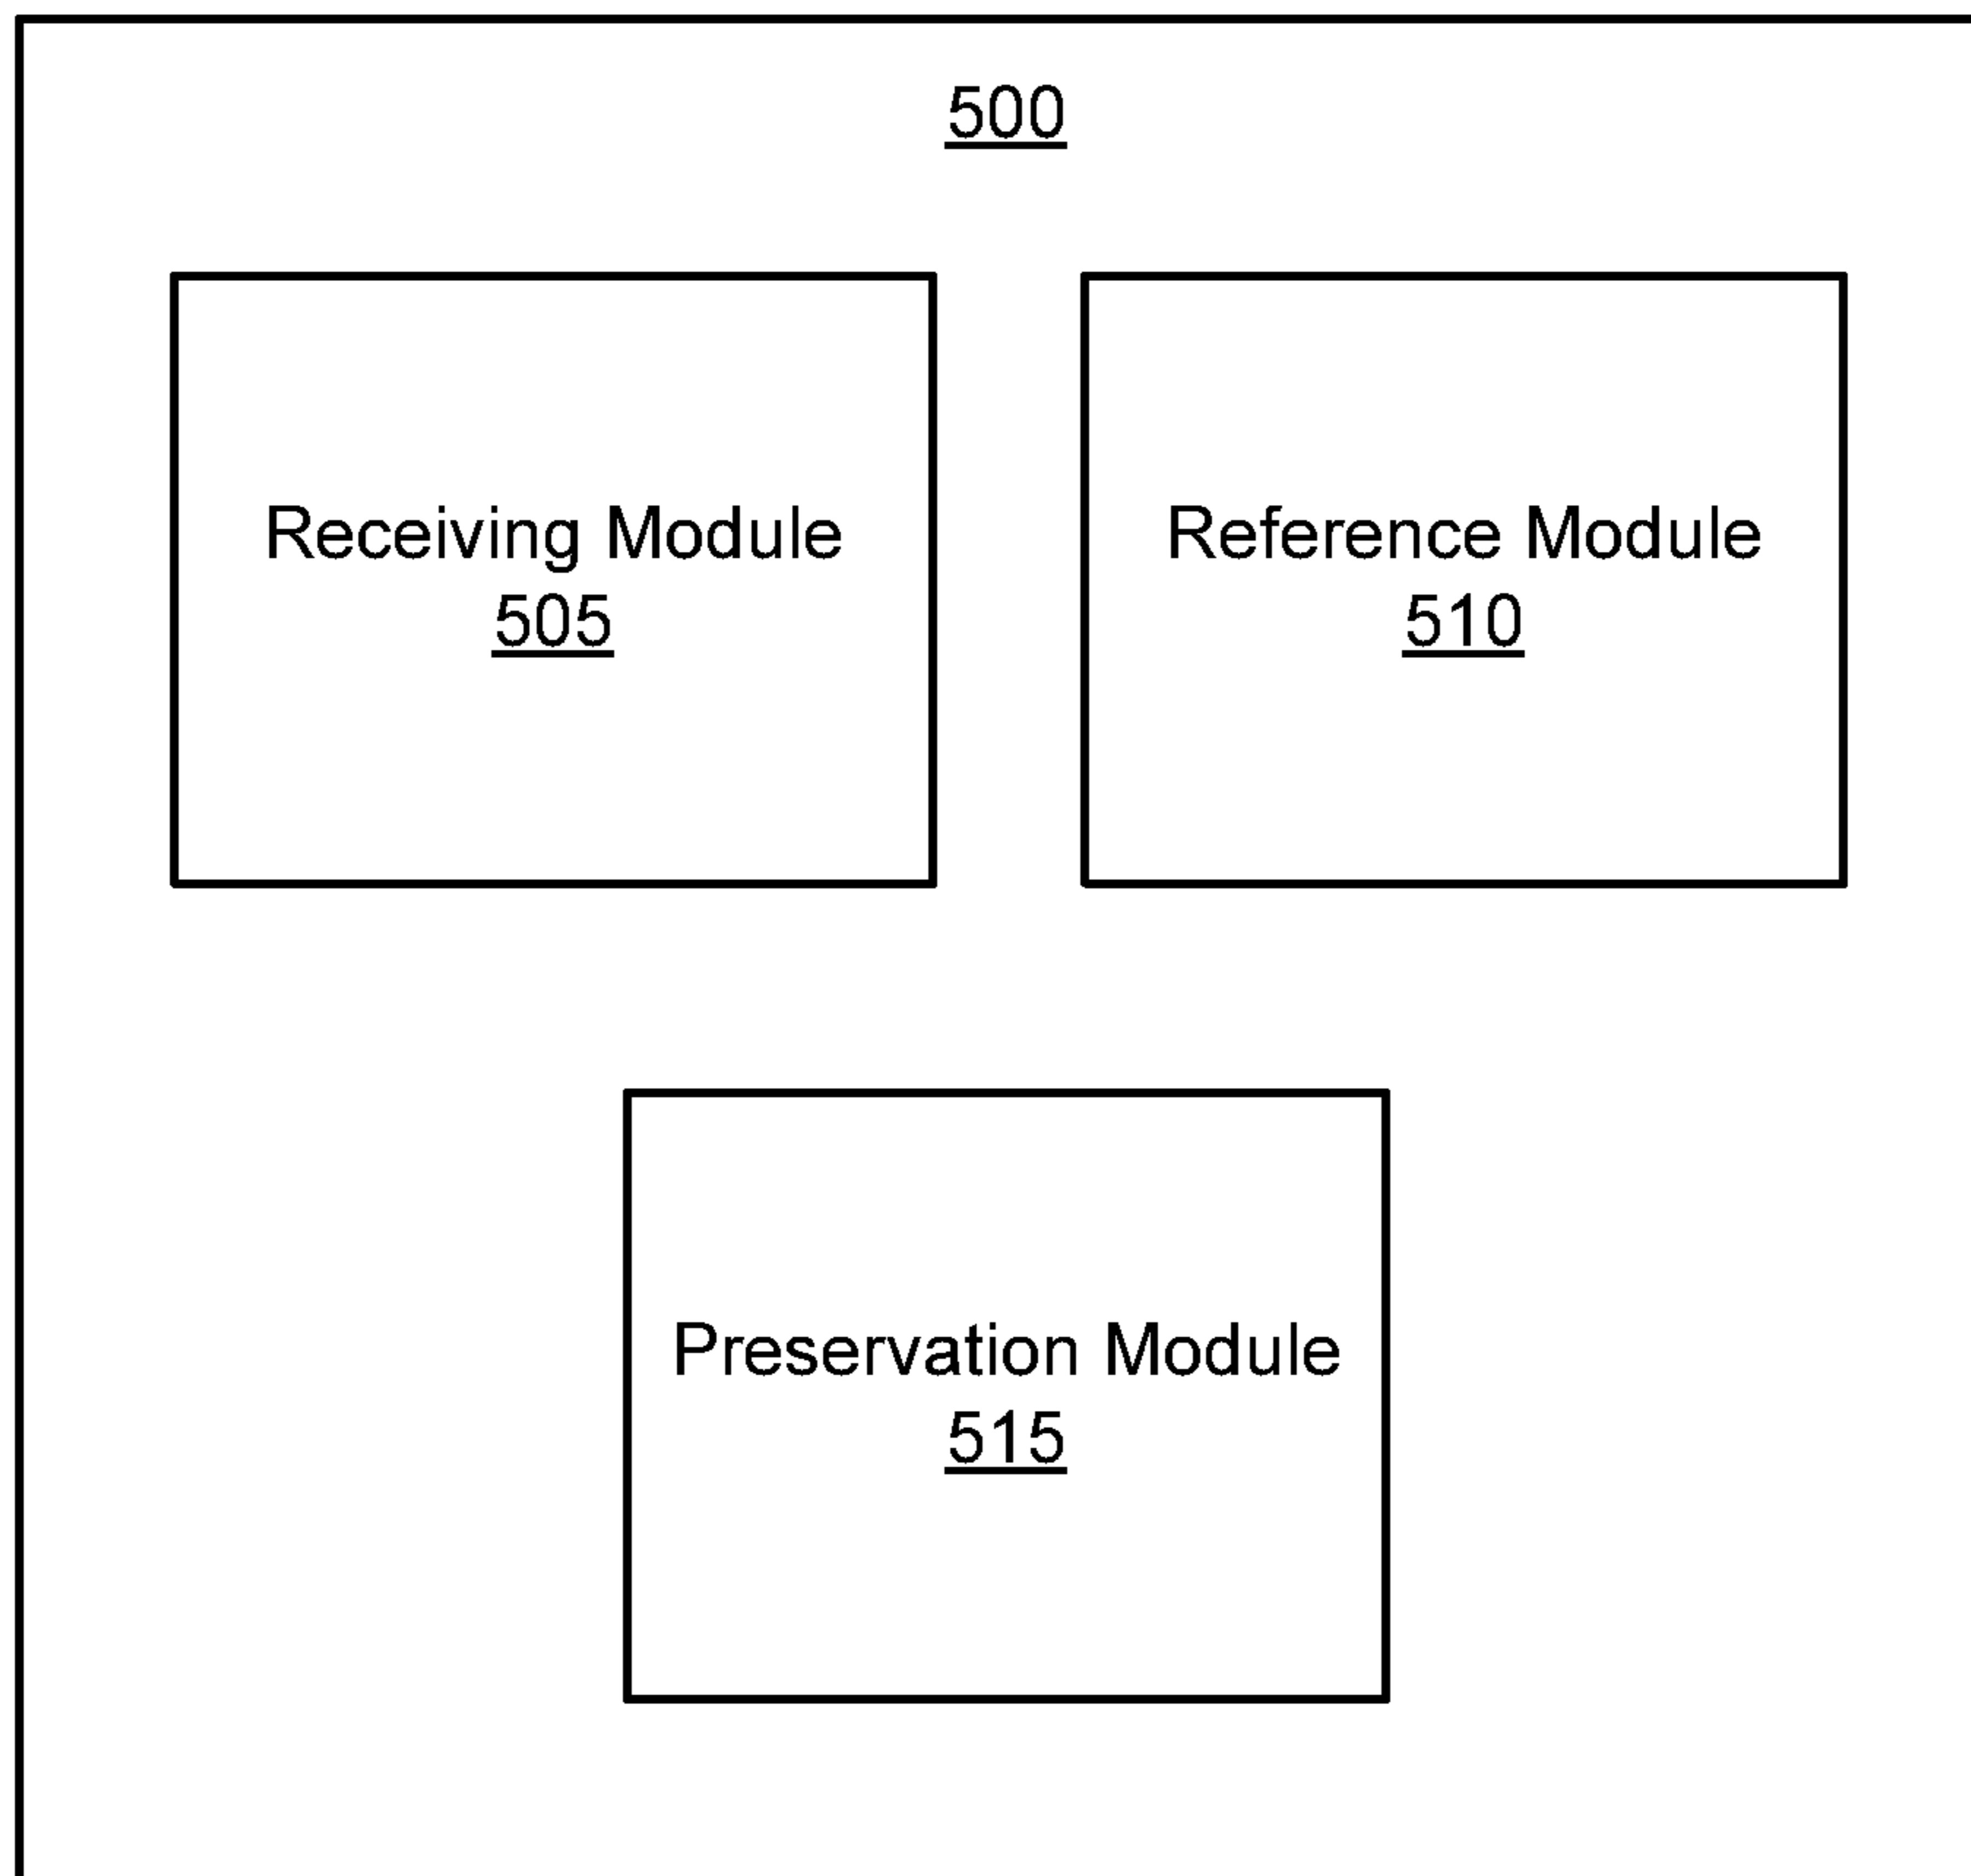 500
Receiving Module
505
Reference Module
510
Preservation Module
515